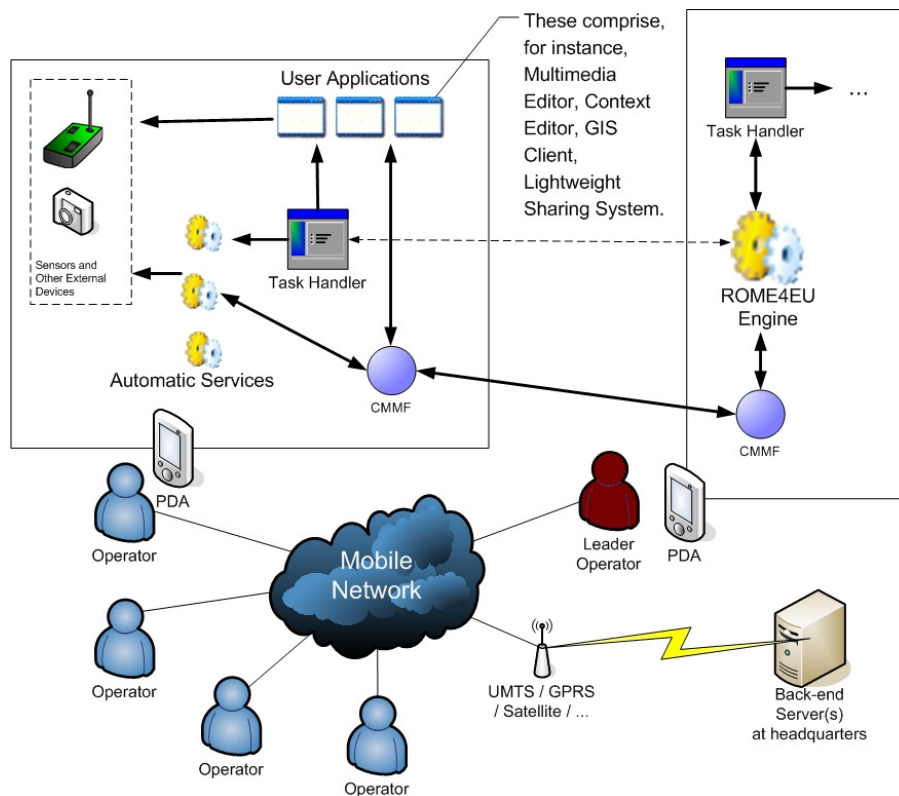 These comprise,
for instance,
Multimedia
Editor, Context
Editor, GIS
Client,
Lightweight
Sharing System.
User Applications
Sensors and
Other External
Devices
Task Handler
Automatic Services
CMMF
PDA
Task Handler
...
ROME4EU
Engine
CMMF
PDA
Operator
Operator
Operator
Operator
Mobile
Network
Leader
Operator
UMTS / GPRS
/ Satellite / ...
Back-end
Server(s)
at headquarters